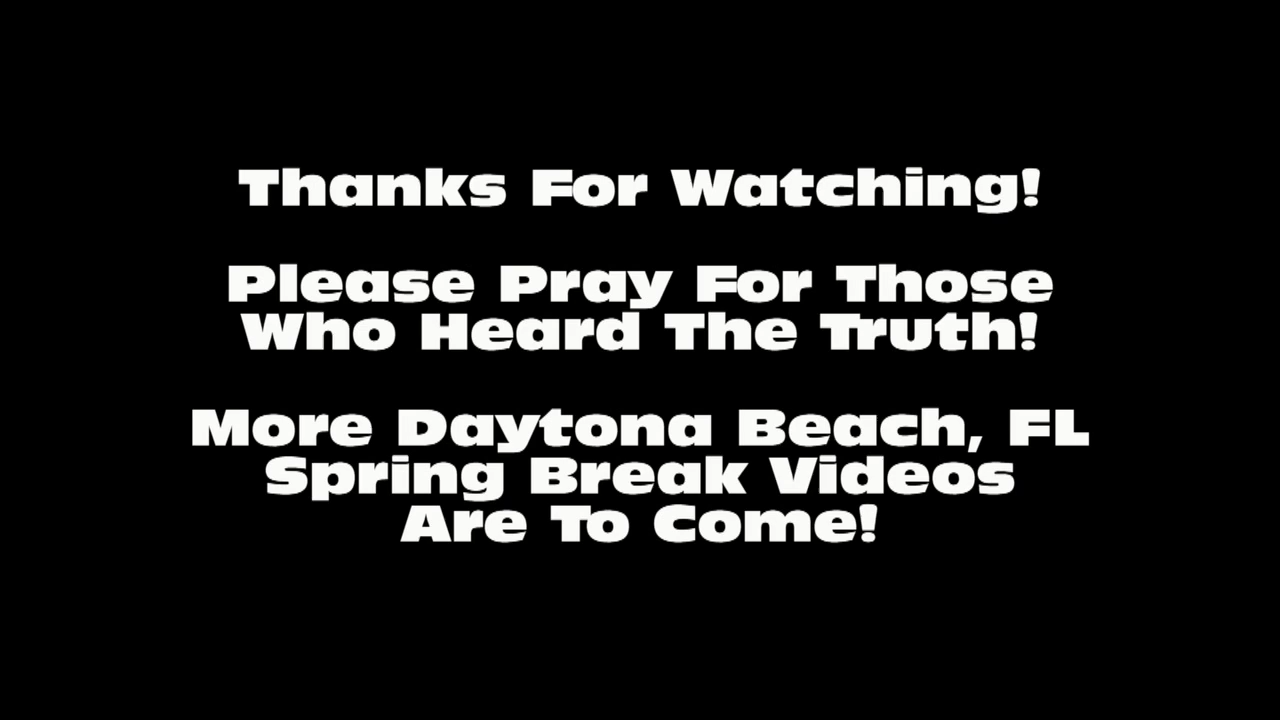 Thanks For Watching!
Please Pray For Those
Who Heard The Truth!
More Daytona Beach, FL
Spring Break Videos
Are To Come!